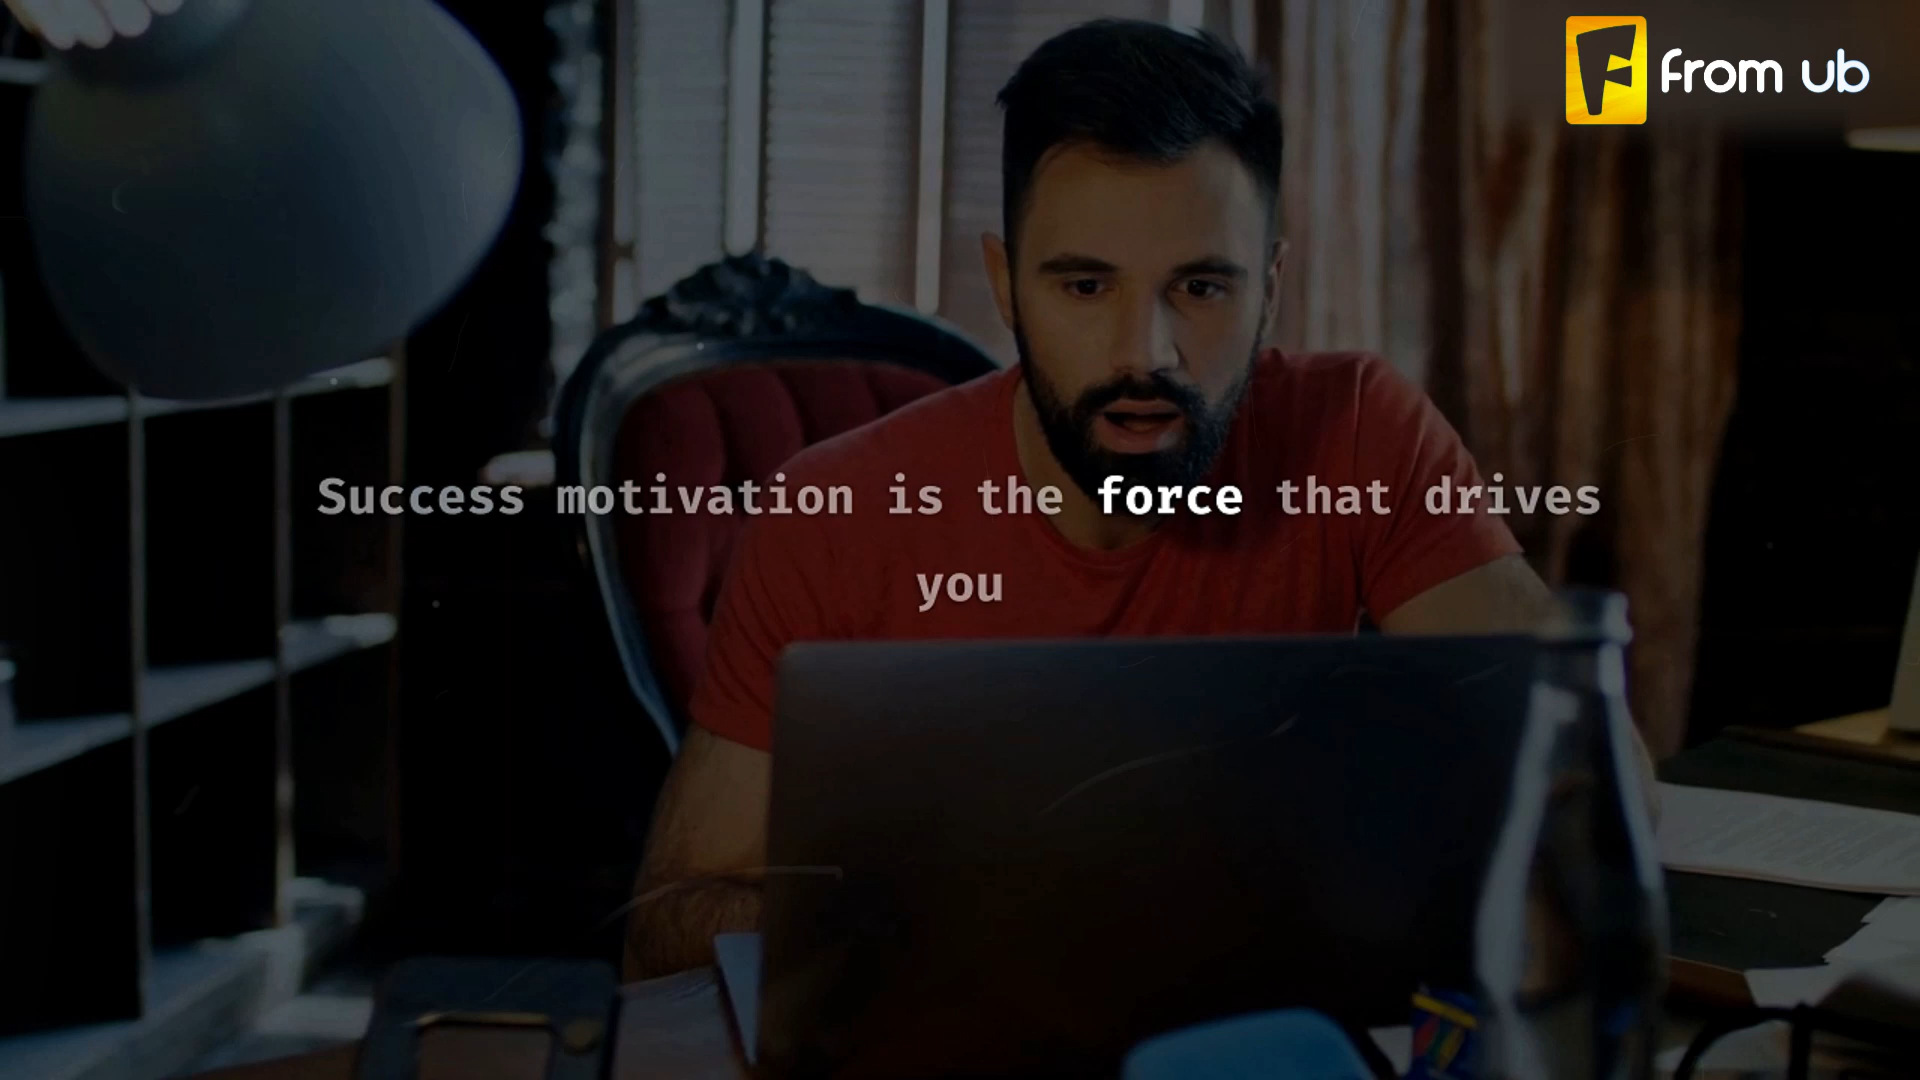 from ub
Success motivation is the force that drives
you